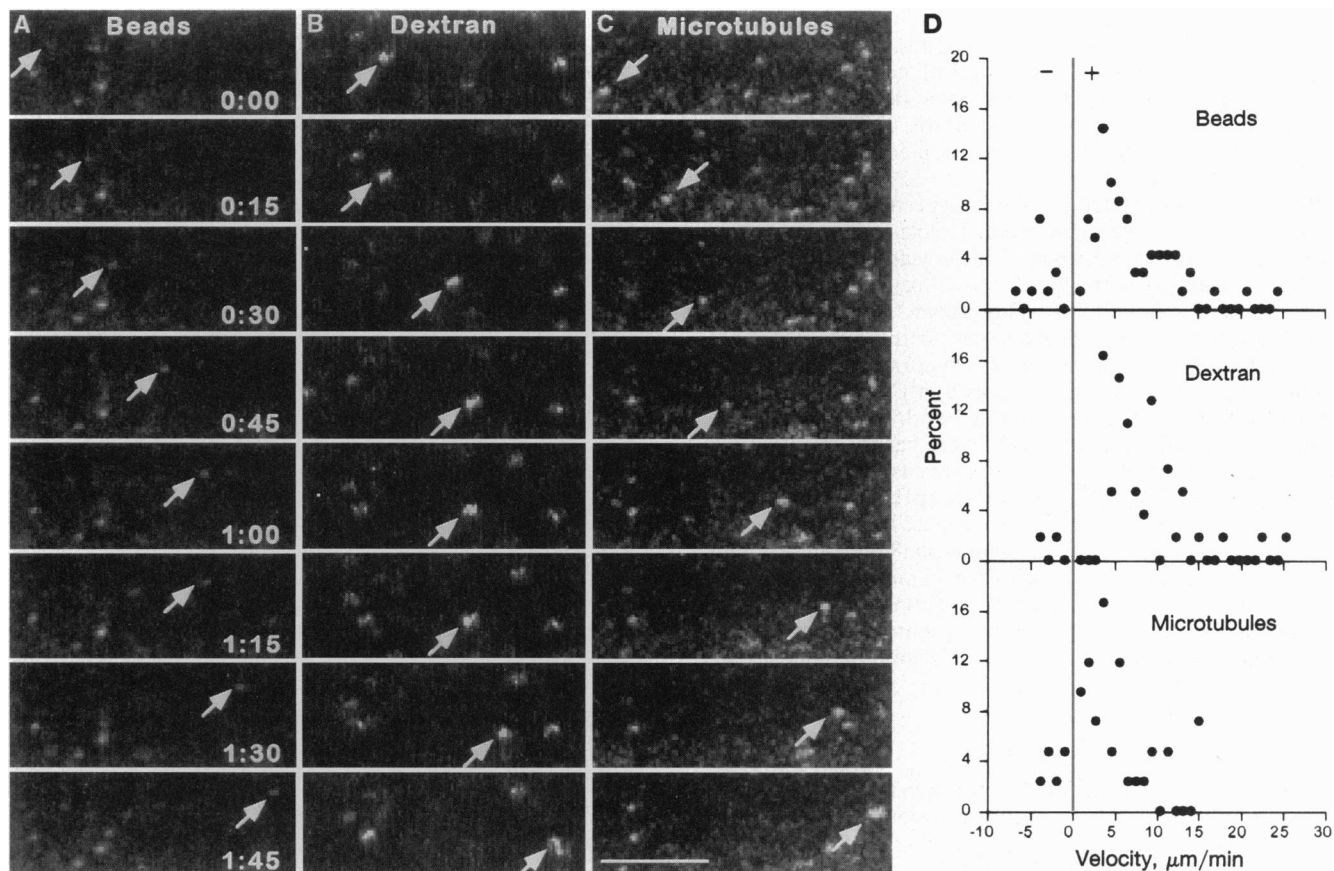 A Beads
B Dextran
C Microtubules
0:00
0:15
0:30
0:45
1:00
1:15
1:30
1:45
D
20
16
12
8
4
0
− +
Beads
16
12
8
4
0
Dextran
Percent
16
12
8
4
0
Microtubules
-10 -5 0 5 10 15 20 25 30
Velocity, μm/min